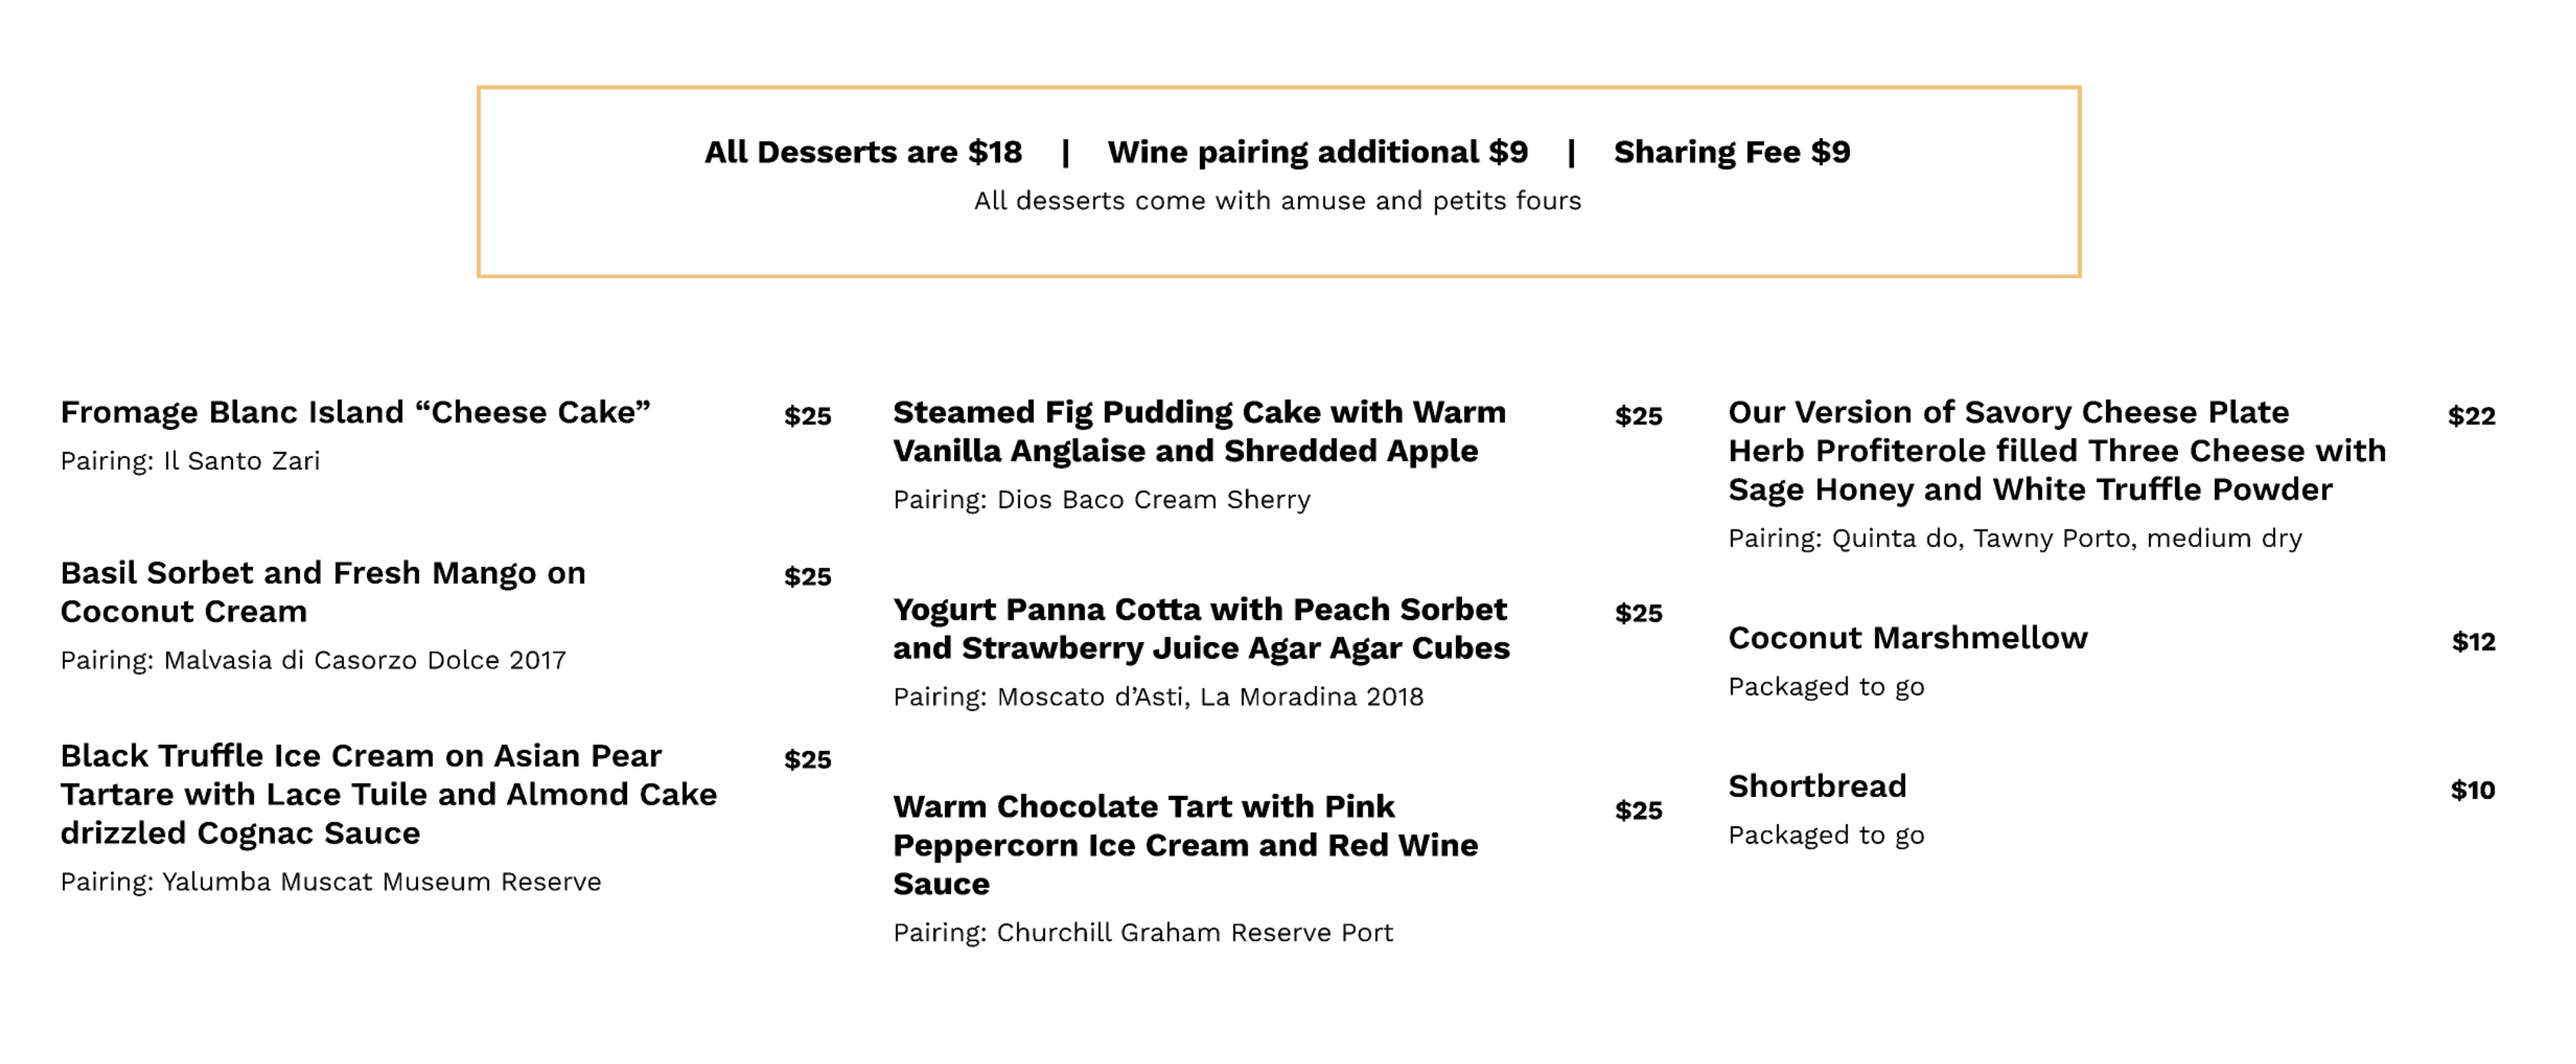 All Desserts are $18 | Wine pairing additional $9 | Sharing Fee $9
All desserts come with amuse and petits fours
Fromage Blanc Island “Cheese Cake” $25
Pairing: Il Santo Zari
Basil Sorbet and Fresh Mango on $25
Coconut Cream
Pairing: Malvasia di Casorzo Dolce 2017
Black Truffle Ice Cream on Asian Pear $25
Tartare with Lace Tuile and Almond Cake
drizzled Cognac Sauce
Pairing: Yalumba Muscat Museum Reserve
Steamed Fig Pudding Cake with Warm $25
Vanilla Anglaise and Shredded Apple
Pairing: Dios Baco Cream Sherry
Yogurt Panna Cotta with Peach Sorbet $25
and Strawberry Juice Agar Agar Cubes
Pairing: Moscato d’Asti, La Moradina 2018
Warm Chocolate Tart with Pink $25
Peppercorn Ice Cream and Red Wine
Sauce
Pairing: Churchill Graham Reserve Port
Our Version of Savory Cheese Plate $22
Herb Profiterole filled Three Cheese with
Sage Honey and White Truffle Powder
Pairing: Quinta do, Tawny Porto, medium dry
Coconut Marshmellow $12
Packaged to go
Shortbread $10
Packaged to go